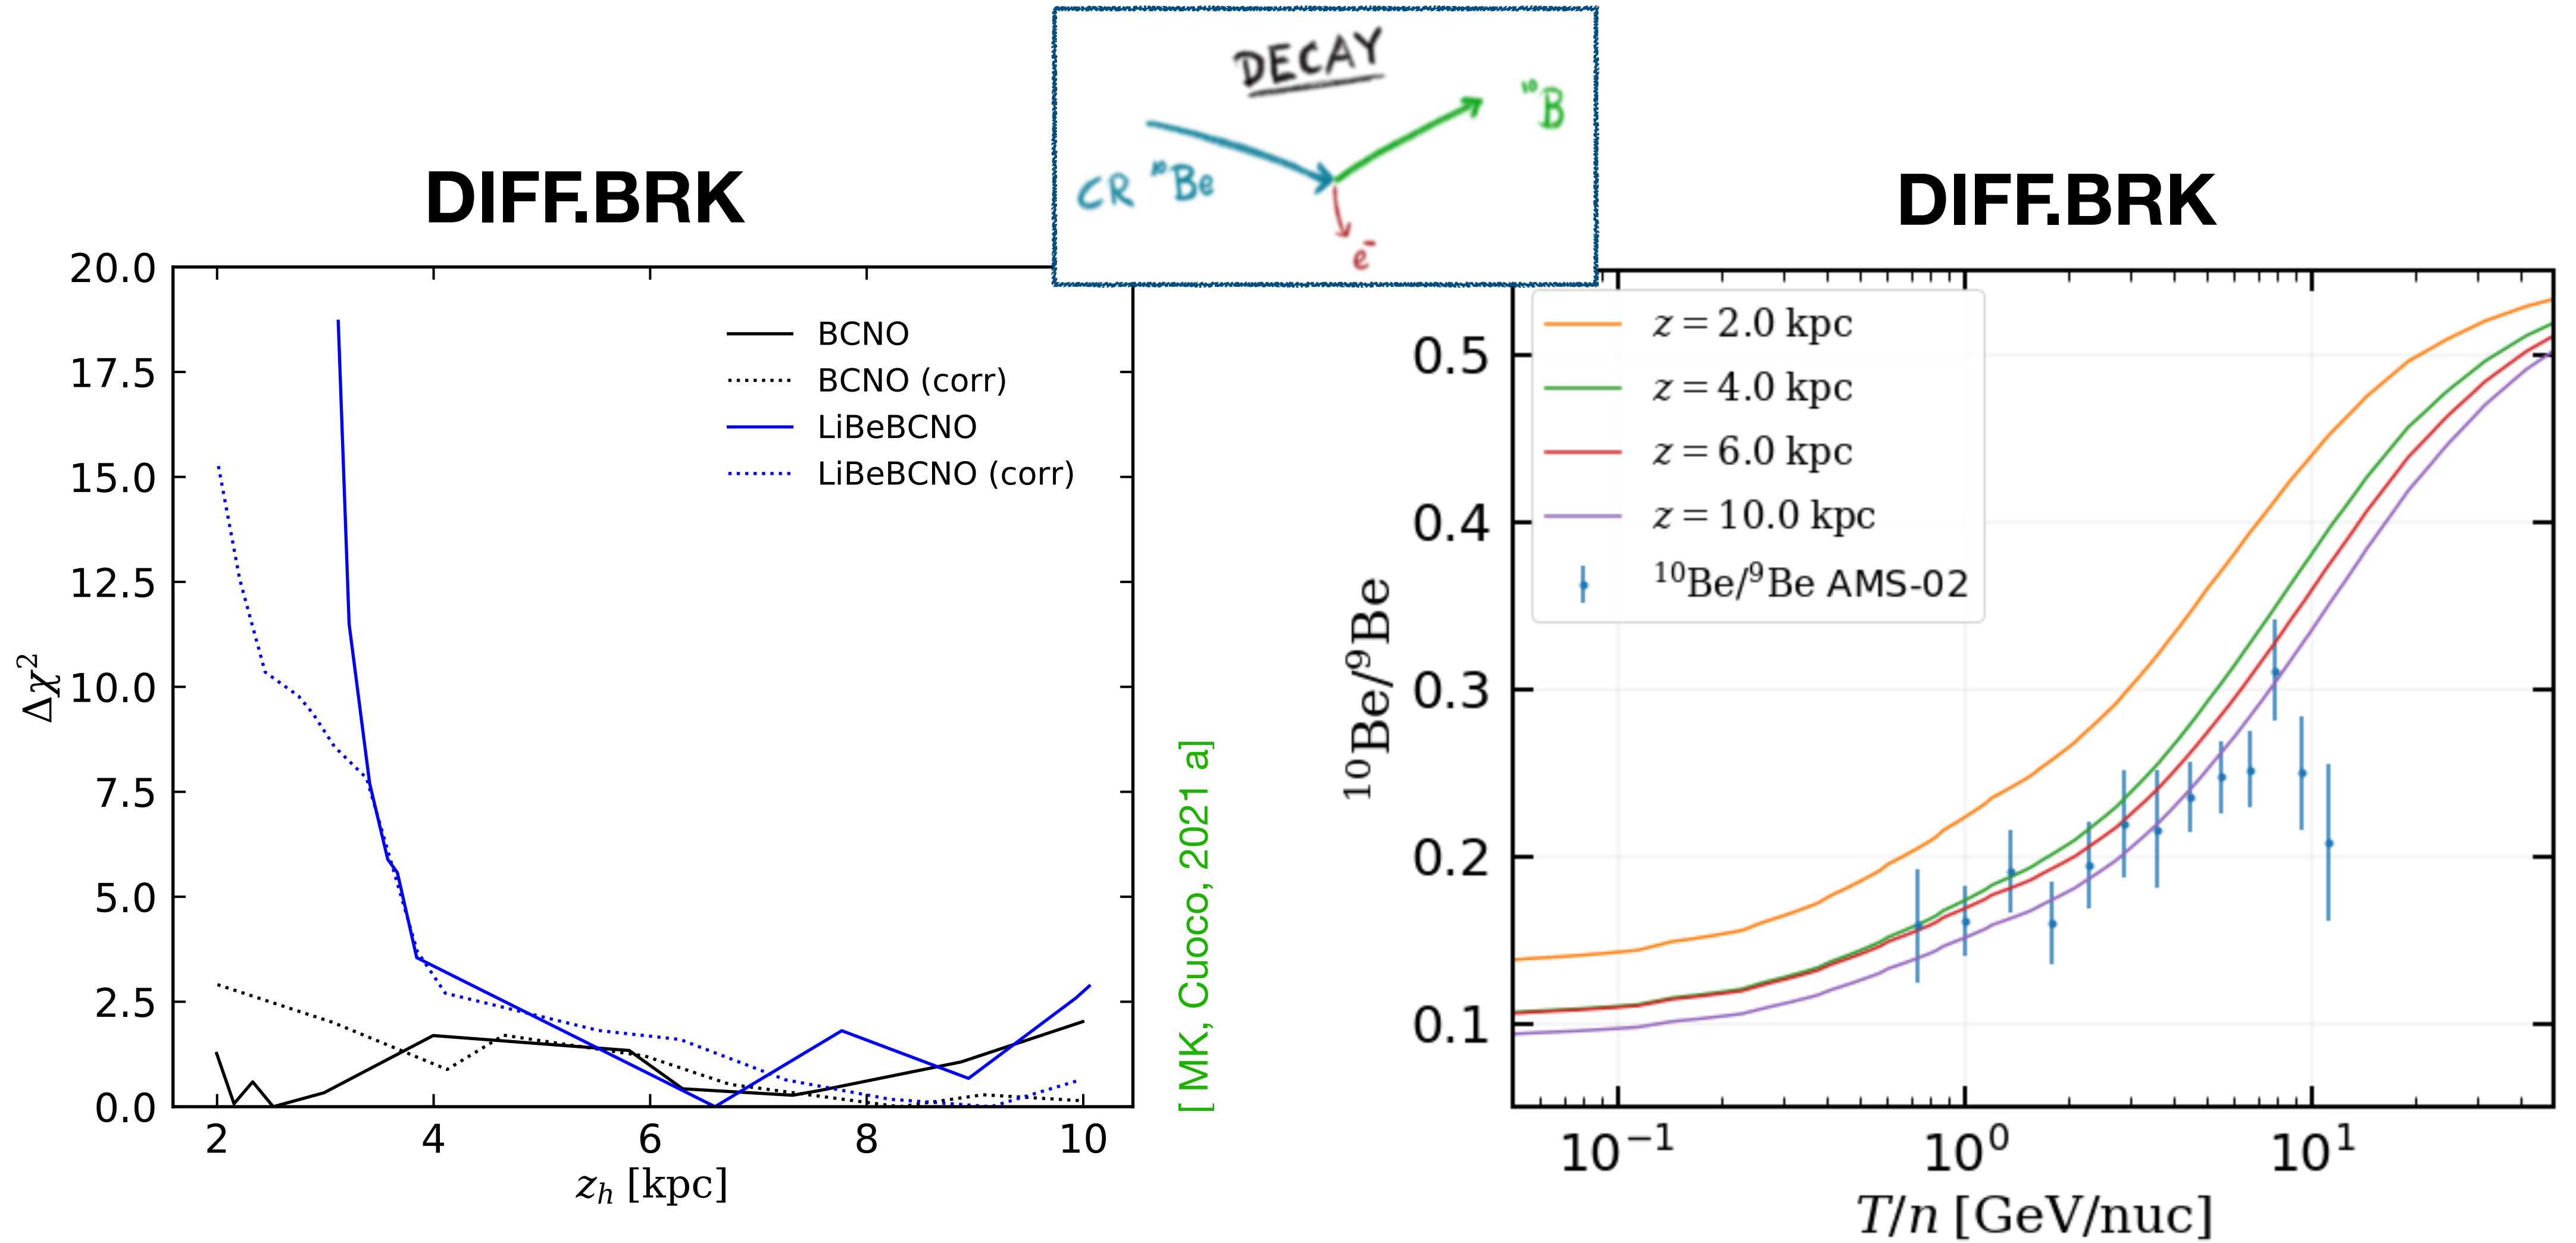 DECAY
CR ¹⁰Be
¹⁰B
e⁻
DIFF.BRK
20.0
17.5
15.0
12.5
10.0
7.5
5.0
2.5
0.0
Δχ²
BCNO
BCNO (corr)
LiBeBCNO
LiBeBCNO (corr)
2 4 6 8 10
z_h [kpc]
[ MK, Cuoco, 2021 a]
DIFF.BRK
z = 2.0 kpc
z = 4.0 kpc
z = 6.0 kpc
z = 10.0 kpc
¹⁰Be/⁹Be AMS-02
0.5
0.4
0.3
0.2
0.1
¹⁰Be/⁹Be
10⁻¹ 10⁰ 10¹
T/n [GeV/nuc]